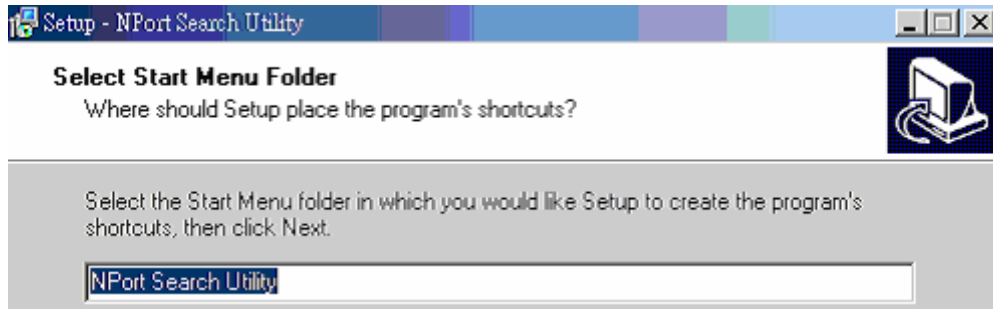 Setup - NPort Search Utility
Select Start Menu Folder
Where should Setup place the program's shortcuts?
Select the Start Menu folder in which you would like Setup to create the program's
shortcuts, then click Next.
NPort Search Utility